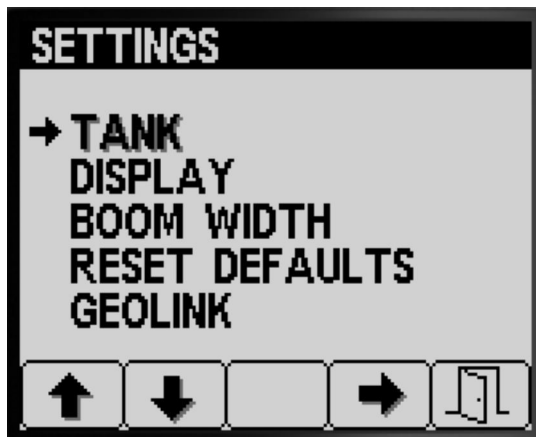 SETTINGS
TANK
DISPLAY
BOOM WIDTH
RESET DEFAULTS
GEOLINK